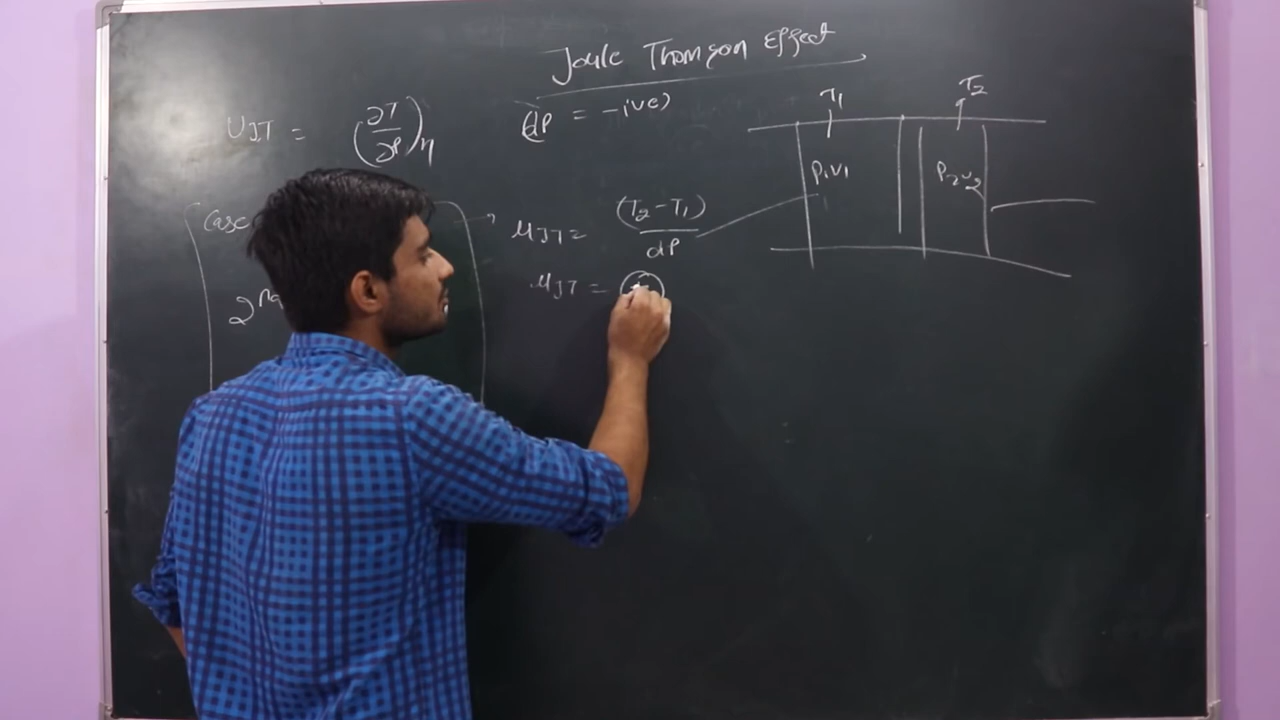 Joule Thomson Effect
UJT = (∂T/∂P)η
(dP = -ive)
T1
T2
P1V1
P2V2
Case
μJT = (T2 - T1)/dP
2nd
μJT =